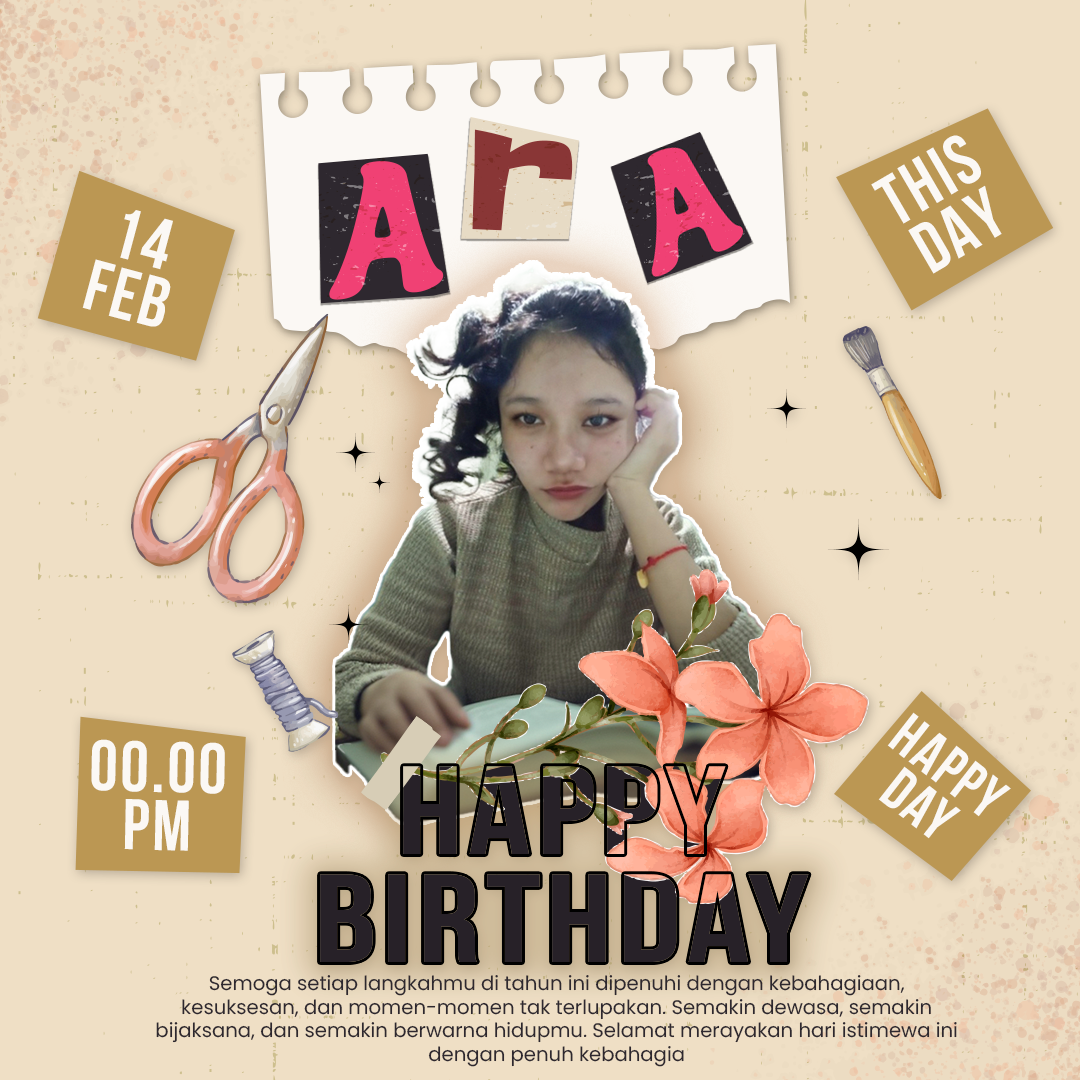 ArA
14
FEB
THIS
DAY
00.00
PM
HAPPY
DAY
HAPPY
BIRTHDAY
Semoga setiap langkahmu di tahun ini dipenuhi dengan kebahagiaan,
kesuksesan, dan momen-momen tak terlupakan. Semakin dewasa, semakin
bijaksana, dan semakin berwarna hidupmu. Selamat merayakan hari istimewa ini
dengan penuh kebahagia